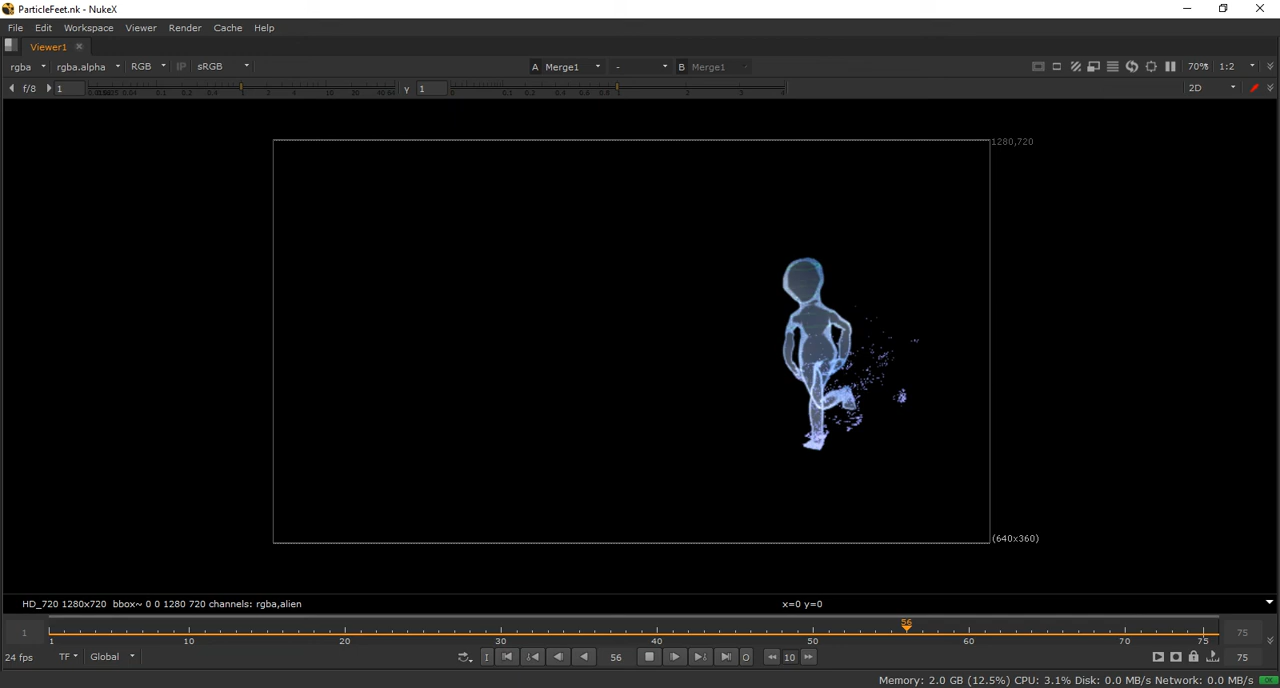 ParticleFeet.nk - NukeX
File Edit Workspace Viewer Render Cache Help
Viewer1
rgba rgba.alpha RGB IP sRGB A Merge1 - B Merge1 70% 1:2
f/8 1 Y 1 2D
1280,720
(640x360)
HD_720 1280x720 bbox~ 0 0 1280 720 channels: rgba,alien x=0 y=0
56
1 75
1 10 20 30 40 50 60 70 75
24 fps TF Global I 56 O 10 75
Memory: 2.0 GB (12.5%) CPU: 3.1% Disk: 0.0 MB/s Network: 0.0 MB/s